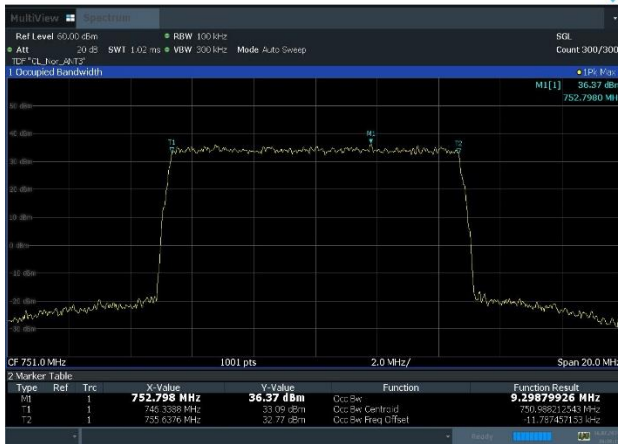 MultiView Spectrum
Ref Level 60.00 dBm RBW 100 kHz SGL
Att 20 dB SWT 1.02 ms VBW 300 kHz Mode Auto Sweep Count 300/300
TDF "CL_Nor_ANT3"
1 Occupied Bandwidth 1Pk Max
M1[1] 36.37 dBm
752.7980 MHz
50 dBm
40 dBm
M1
T1 T2
30 dBm
20 dBm
10 dBm
0 dBm
-10 dBm
-20 dBm
-30 dBm
CF 751.0 MHz 1001 pts 2.0 MHz/ Span 20.0 MHz
2 Marker Table
Type Ref Trc X-Value Y-Value Function Function Result
M1 1 752.798 MHz 36.37 dBm Occ Bw 9.29879926 MHz
T1 1 746.3388 MHz 33.09 dBm Occ Bw Centroid 750.988212543 MHz
T2 1 755.6376 MHz 32.77 dBm Occ Bw Freq Offset -11.787457153 kHz
Ready